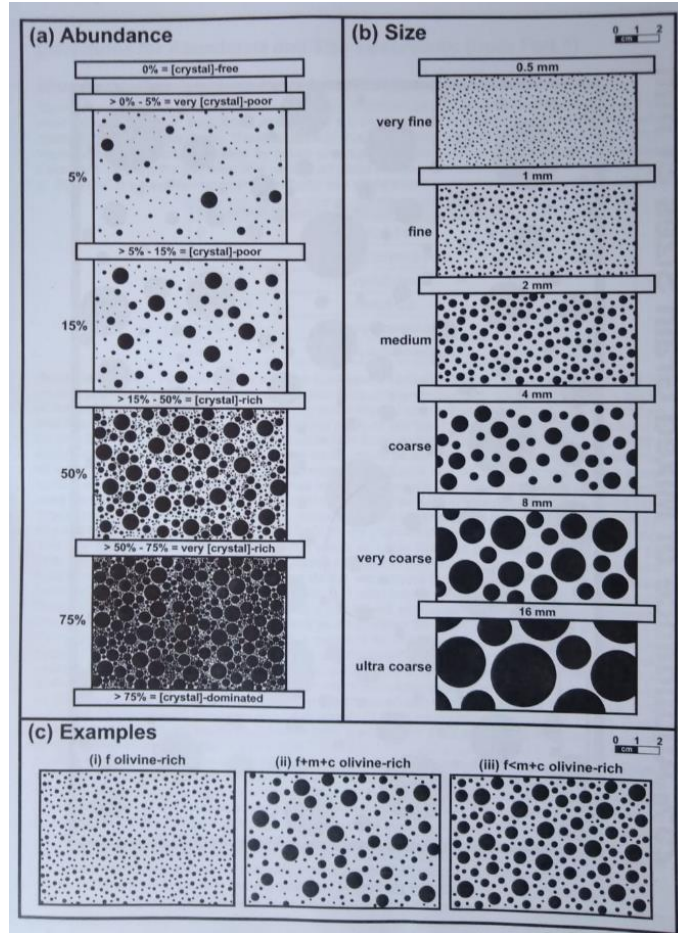 (a) Abundance
0% = [crystal]-free
> 0% - 5% = very [crystal]-poor
5%
> 5% - 15% = [crystal]-poor
15%
> 15% - 50% = [crystal]-rich
50%
> 50% - 75% = very [crystal]-rich
75%
> 75% = [crystal]-dominated
(b) Size
0 1 2
cm
0.5 mm
very fine
1 mm
fine
2 mm
medium
4 mm
coarse
8 mm
very coarse
16 mm
ultra coarse
(c) Examples
0 1 2
cm
(i) f olivine-rich
(ii) f+m+c olivine-rich
(iii) f<m+c olivine-rich